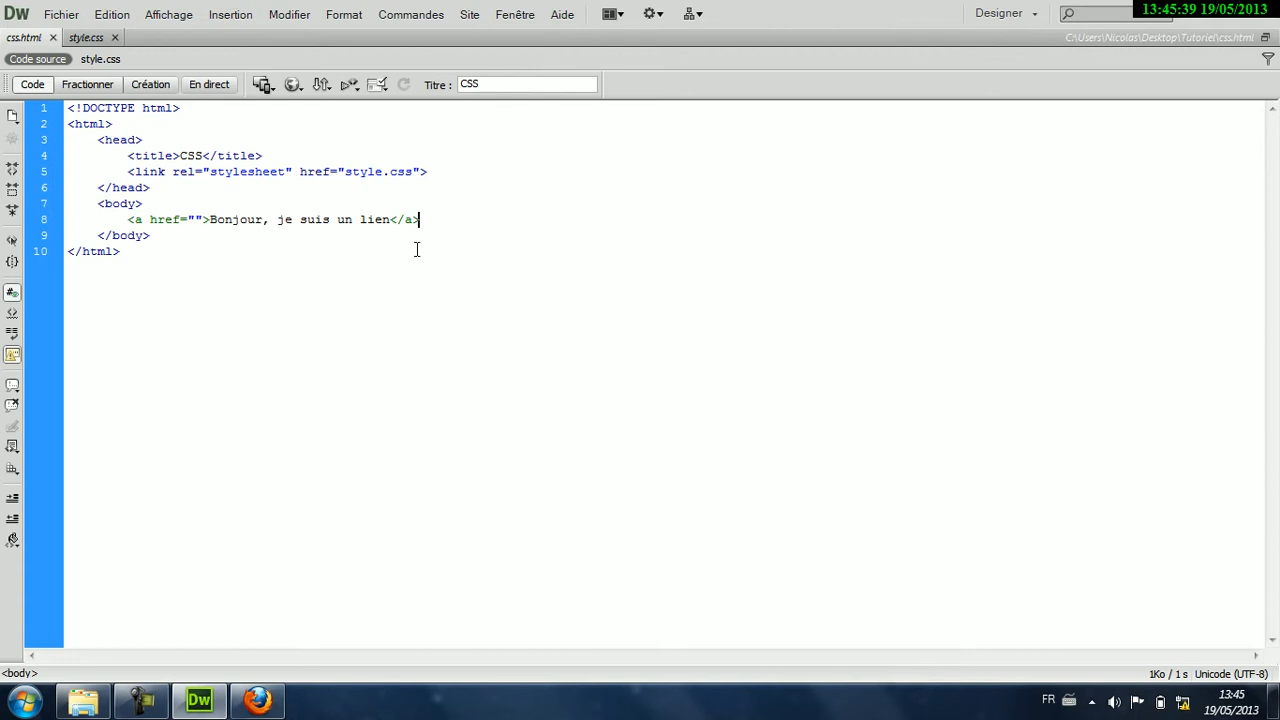 Dw Fichier Edition Affichage Insertion Modifier Format Commandes Site Fenêtre Aide Designer 13:45:39 19/05/2013
css.html style.css C:\Users\Nicolas\Desktop\Tutoriel\css.html
Code source style.css
Code Fractionner Création En direct Titre : CSS
1 <!DOCTYPE html>
2 <html>
3 <head>
4 <title>CSS</title>
5 <link rel="stylesheet" href="style.css">
6 </head>
7 <body>
8 <a href="">Bonjour, je suis un lien</a>
9 </body>
10 </html>
<body> 1Ko / 1 s Unicode (UTF-8)
Dw FR 13:45
19/05/2013